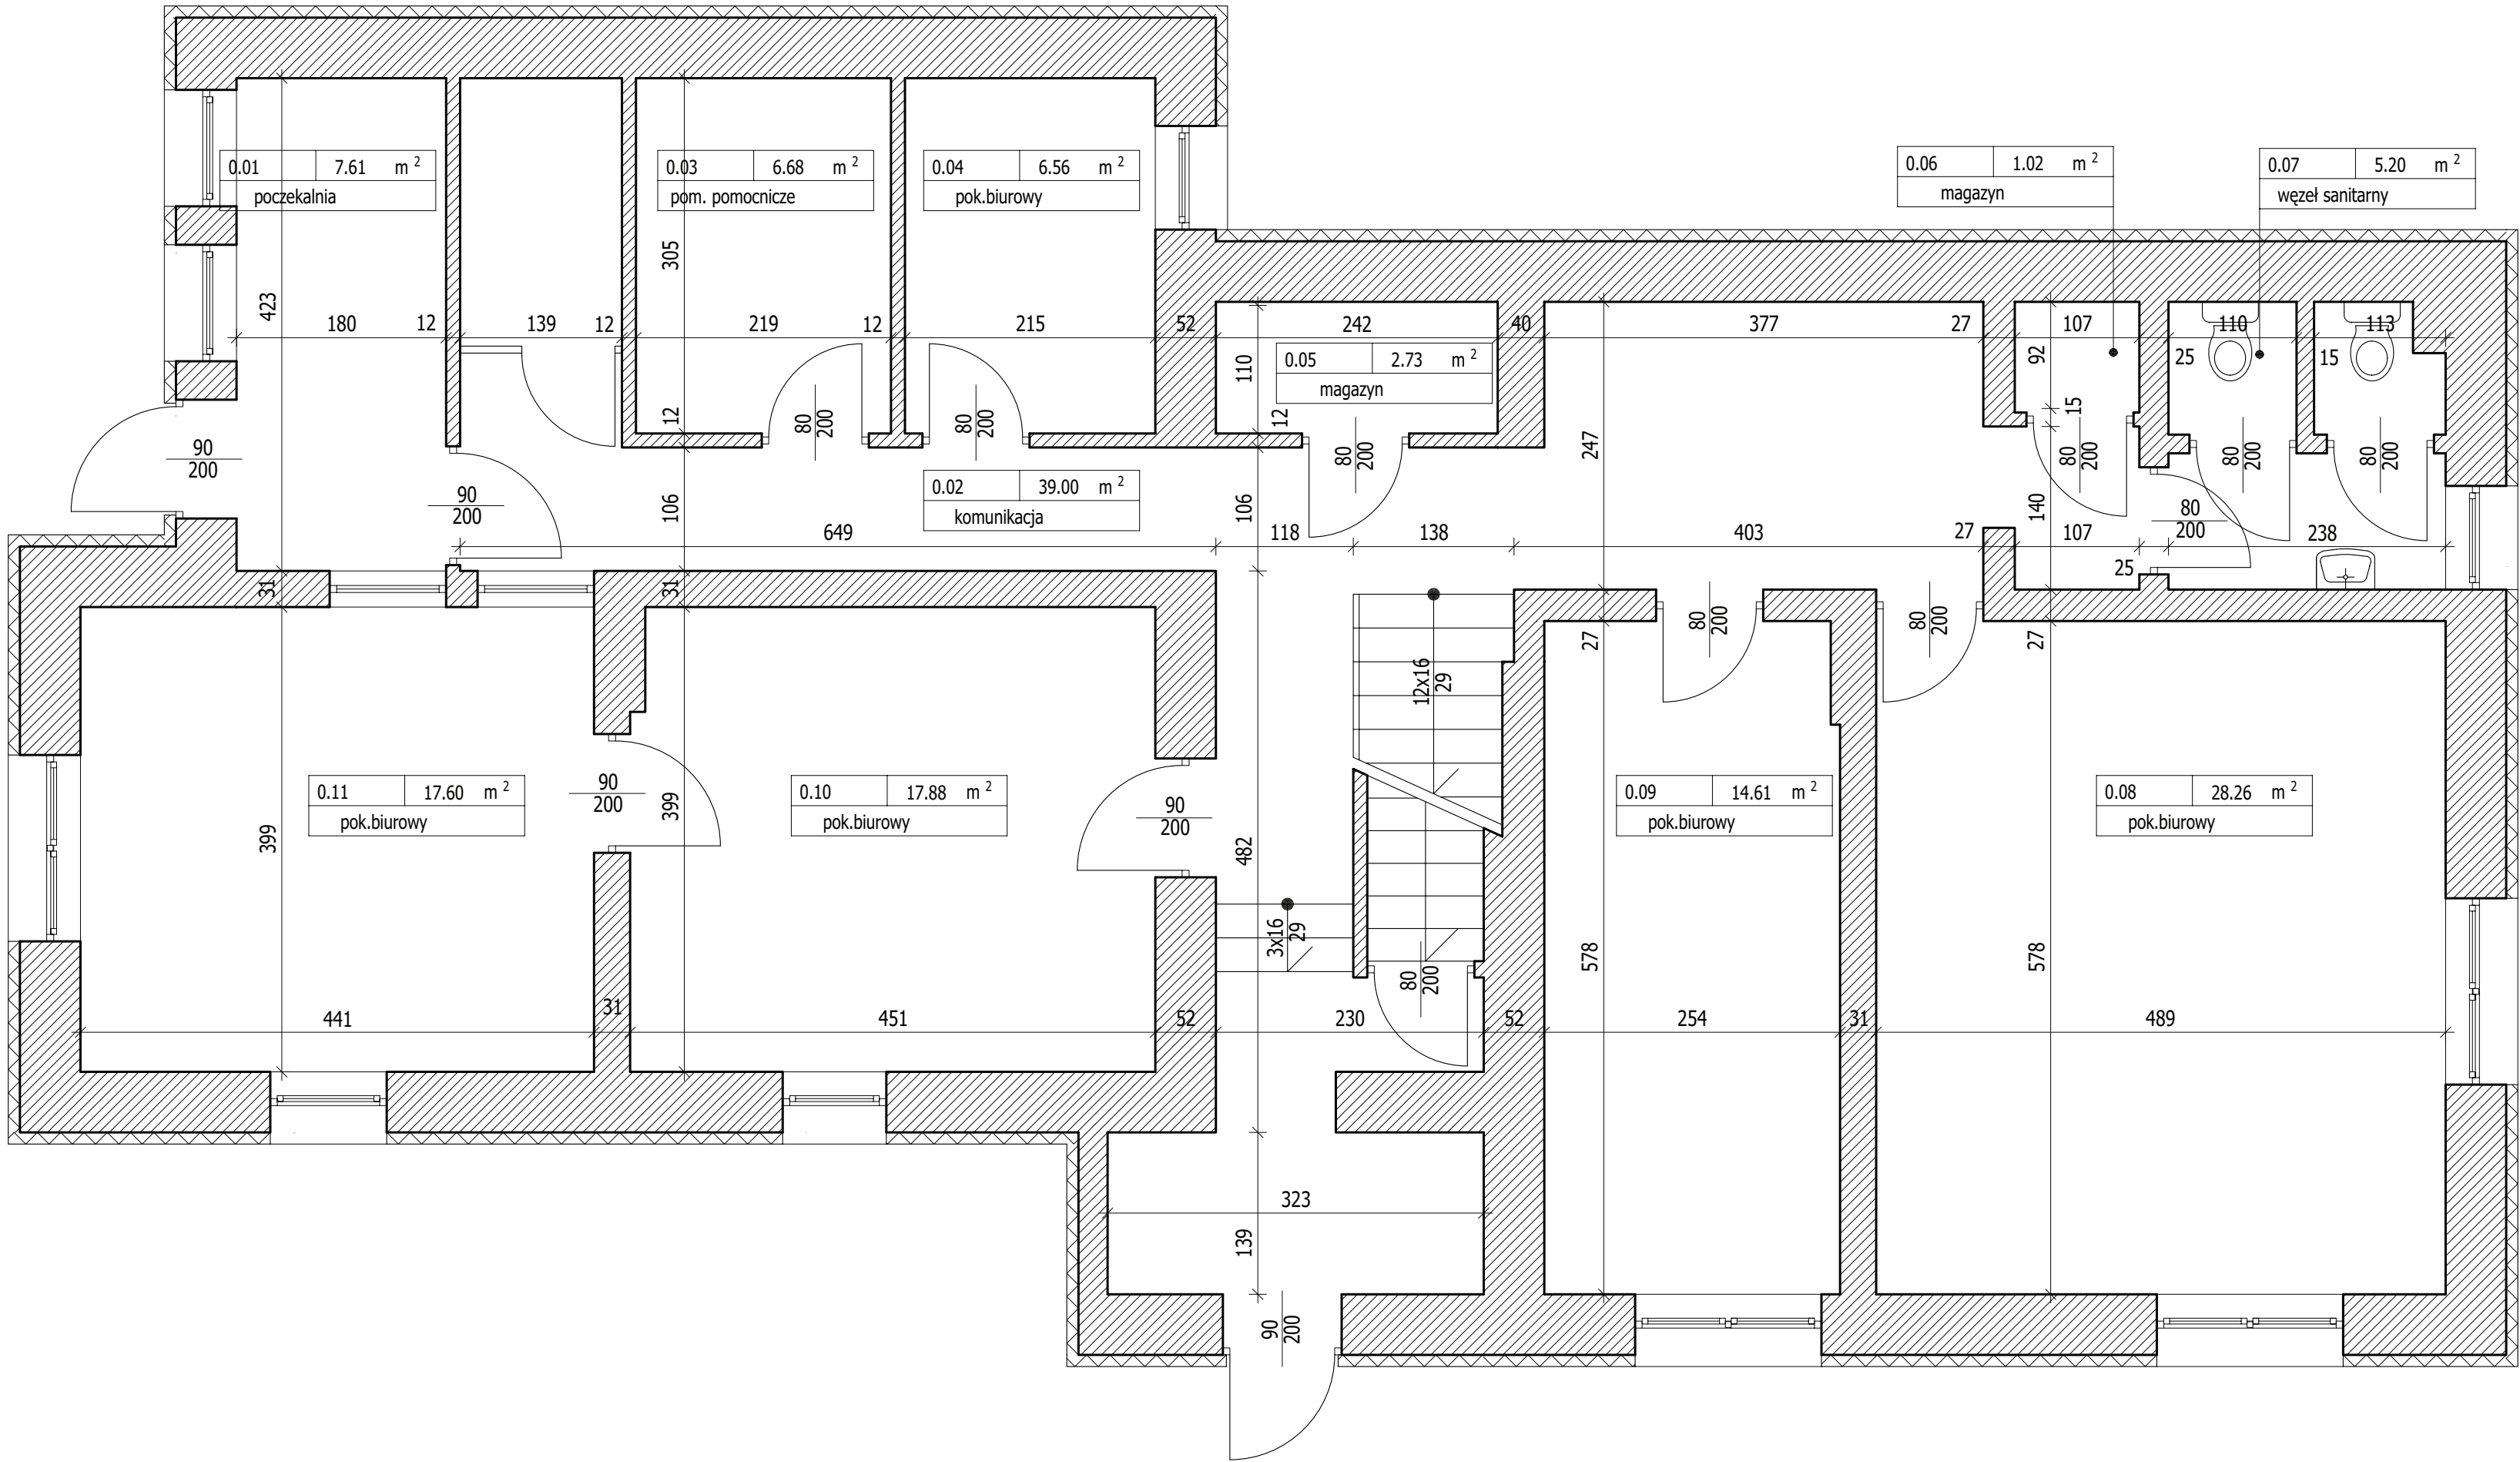 0.01 7.61 m 2
poczekalnia
0.03 6.68 m 2
pom. pomocnicze
0.04 6.56 m 2
pok.biurowy
0.06 1.02 m 2
magazyn
0.07 5.20 m 2
węzeł sanitarny
423
305
180 12 139 12 219 12 215 52 242 40 377 27 107 110 113
25 15
92
15
110
0.05 2.73 m 2
magazyn
12
12
80
200
80
200
80
200
80
200
80
200
80
200
90
200
90
200
247
106
106
140
0.02 39.00 m 2
komunikacja
649 118 138 403 27 107 238
80
200
25
31
31
80
200
80
200
27
27
12x16
29
0.11 17.60 m 2
pok.biurowy
90
200
0.10 17.88 m 2
pok.biurowy
90
200
0.09 14.61 m 2
pok.biurowy
0.08 28.26 m 2
pok.biurowy
399
399
482
3x16
29
80
200
578
578
441 31 451 52 230 52 254 31 489
323
139
90
200